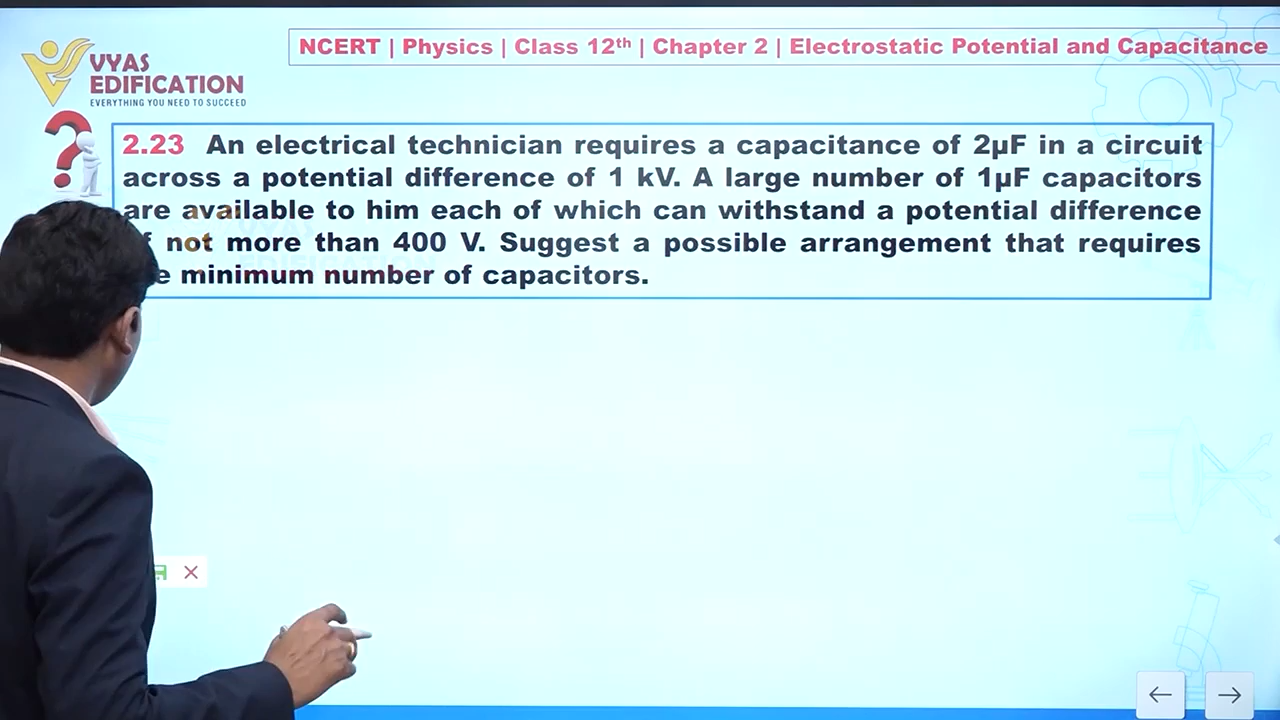 NCERT | Physics | Class 12th | Chapter 2 | Electrostatic Potential and Capacitance
VYAS
EDIFICATION
EVERYTHING YOU NEED TO SUCCEED
2.23 An electrical technician requires a capacitance of 2µF in a circuit
across a potential difference of 1 kV. A large number of 1µF capacitors
are available to him each of which can withstand a potential difference
not more than 400 V. Suggest a possible arrangement that requires
minimum number of capacitors.
VYAS
EDIFICATION